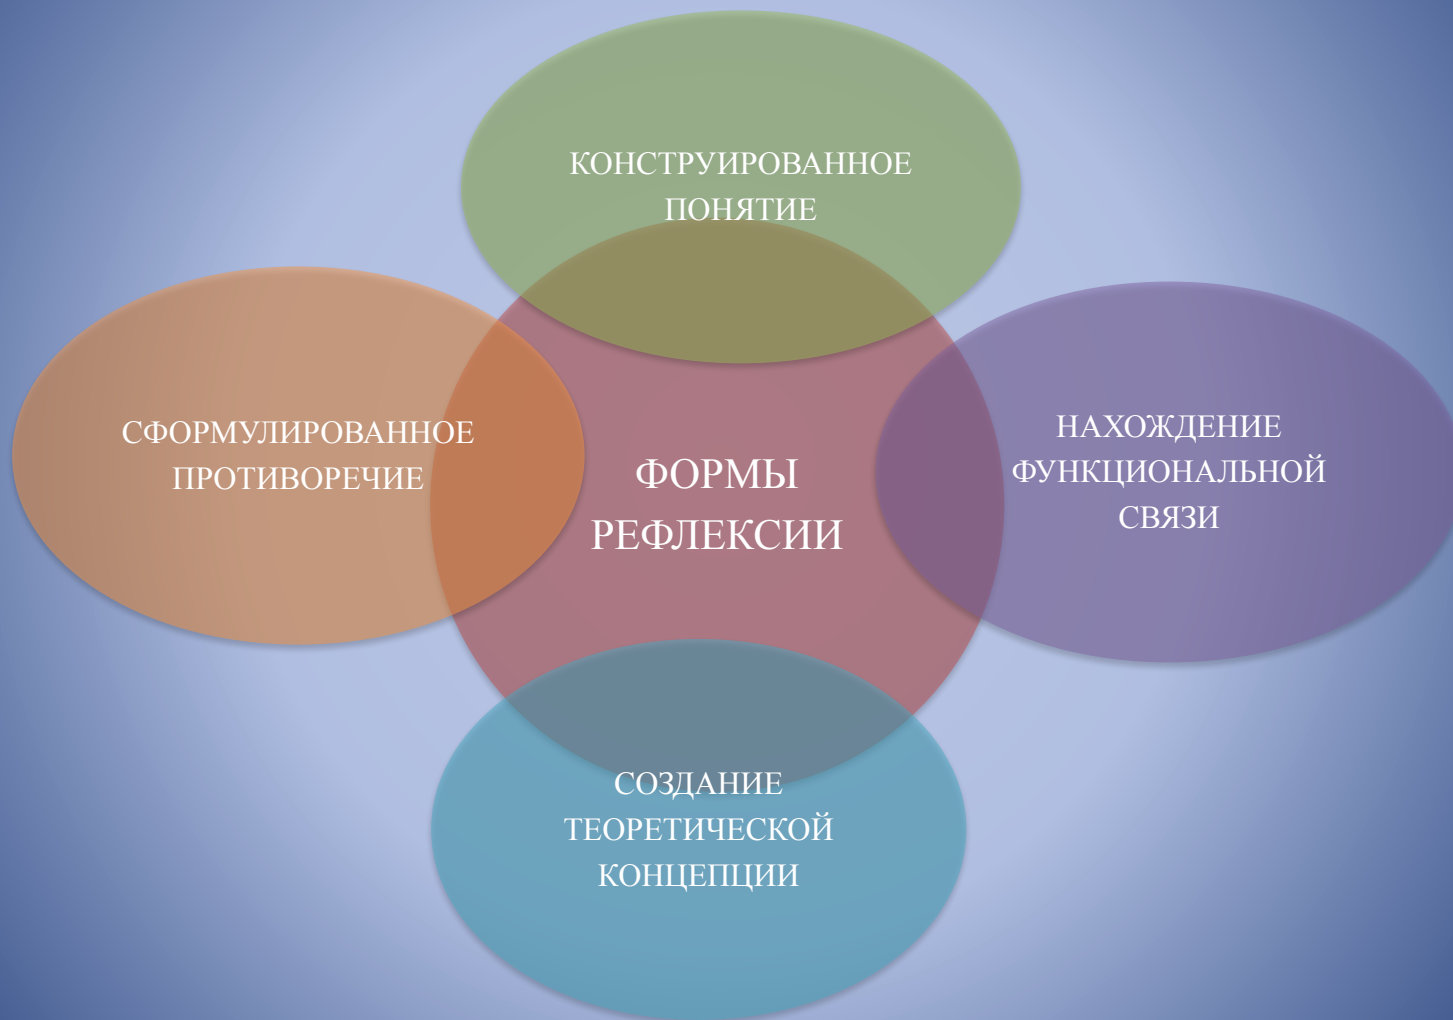 КОНСТРУИРОВАННОЕ
ПОНЯТИЕ
СФОРМУЛИРОВАННОЕ
ПРОТИВОРЕЧИЕ
ФОРМЫ
РЕФЛЕКСИИ
НАХОЖДЕНИЕ
ФУНКЦИОНАЛЬНОЙ
СВЯЗИ
СОЗДАНИЕ
ТЕОРЕТИЧЕСКОЙ
КОНЦЕПЦИИ